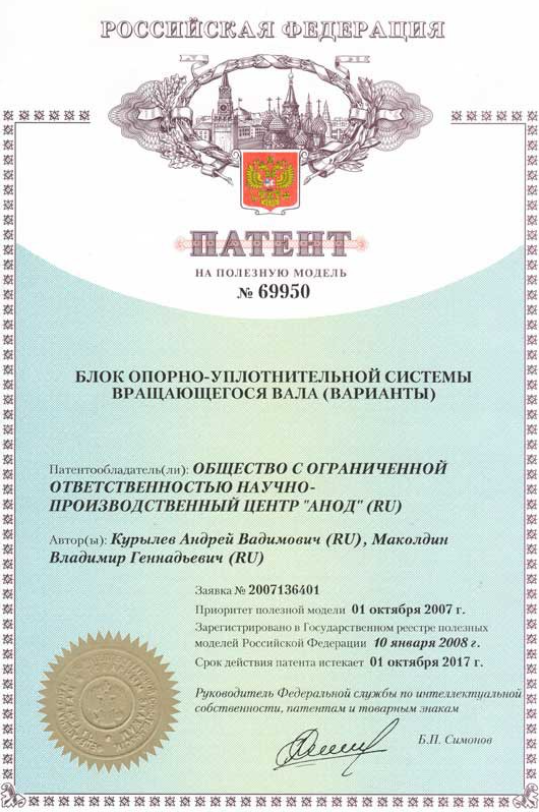 РОССИЙСКАЯ ФЕДЕРАЦИЯ
ПАТЕНТ
НА ПОЛЕЗНУЮ МОДЕЛЬ
№ 69950
БЛОК ОПОРНО-УПЛОТНИТЕЛЬНОЙ СИСТЕМЫ
ВРАЩАЮЩЕГОСЯ ВАЛА (ВАРИАНТЫ)
Патентообладатель(ли): ОБЩЕСТВО С ОГРАНИЧЕННОЙ
ОТВЕТСТВЕННОСТЬЮ НАУЧНО-
ПРОИЗВОДСТВЕННЫЙ ЦЕНТР "АНОД" (RU)
Автор(ы): Курылев Андрей Вадимович (RU), Маколдин
Владимир Геннадьевич (RU)
Заявка № 2007136401
Приоритет полезной модели 01 октября 2007 г.
Зарегистрировано в Государственном реестре полезных
моделей Российской Федерации 10 января 2008 г.
Срок действия патента истекает 01 октября 2017 г.
Руководитель Федеральной службы по интеллектуальной
собственности, патентам и товарным знакам
Б.П. Симонов